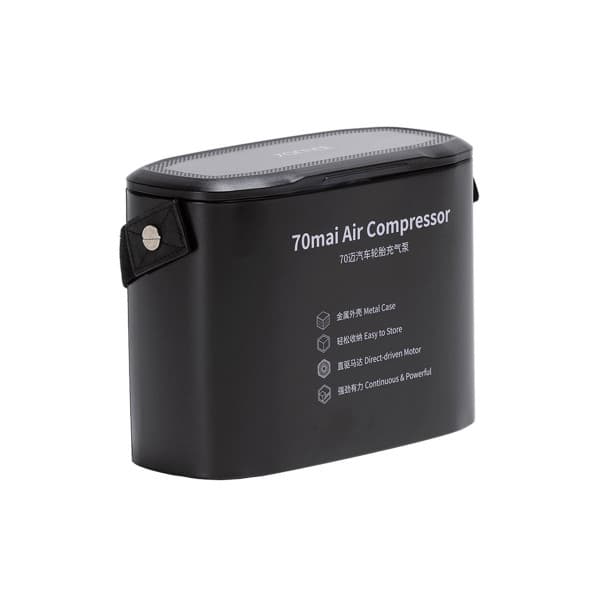 70mai
70mai Air Compressor
70迈汽车轮胎充气泵
金属外壳 Metal Case
轻松收纳 Easy to Store
直驱马达 Direct-driven Motor
强劲有力 Continuous & Powerful